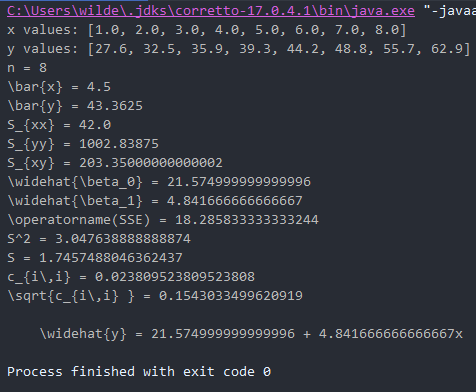 C:\Users\wilde\.jdks\corretto-17.0.4.1\bin\java.exe "-javaa
x values: [1.0, 2.0, 3.0, 4.0, 5.0, 6.0, 7.0, 8.0]
y values: [27.6, 32.5, 35.9, 39.3, 44.2, 48.8, 55.7, 62.9]
n = 8
\bar{x} = 4.5
\bar{y} = 43.3625
S_{xx} = 42.0
S_{yy} = 1002.83875
S_{xy} = 203.35000000000002
\widehat{\beta_0} = 21.574999999999996
\widehat{\beta_1} = 4.841666666666667
\operatorname(SSE) = 18.285833333333244
S^2 = 3.047638888888874
S = 1.7457488046362437
c_{i\,i} = 0.023809523809523808
\sqrt{c_{i\,i} } = 0.1543033499620919
\widehat{y} = 21.574999999999996 + 4.841666666666667x
Process finished with exit code 0